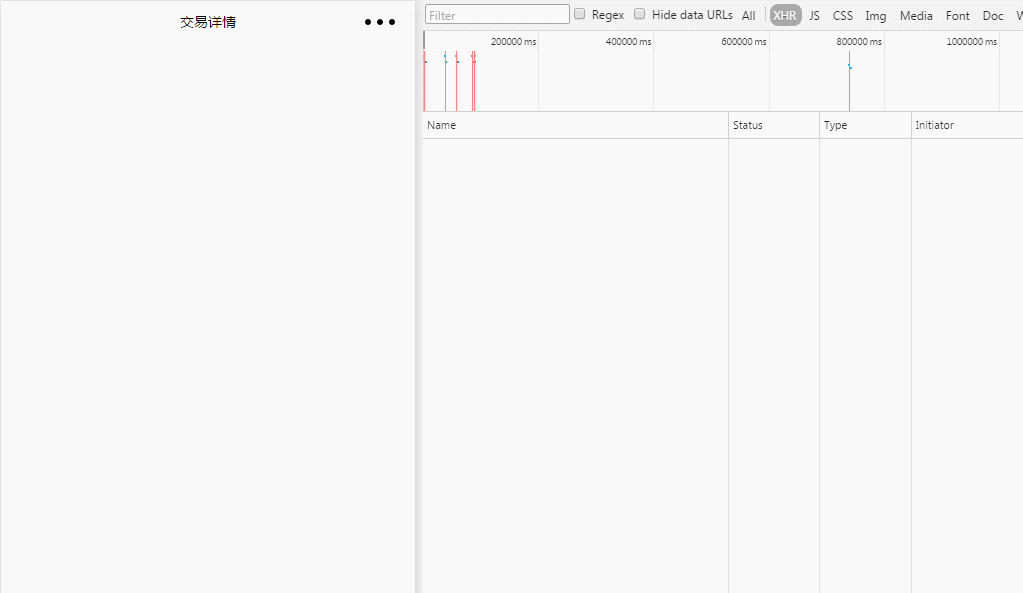 交易详情
Filter Regex Hide data URLs All XHR JS CSS Img Media Font Doc
200000 ms 400000 ms 600000 ms 800000 ms 1000000 ms
Name Status Type Initiator